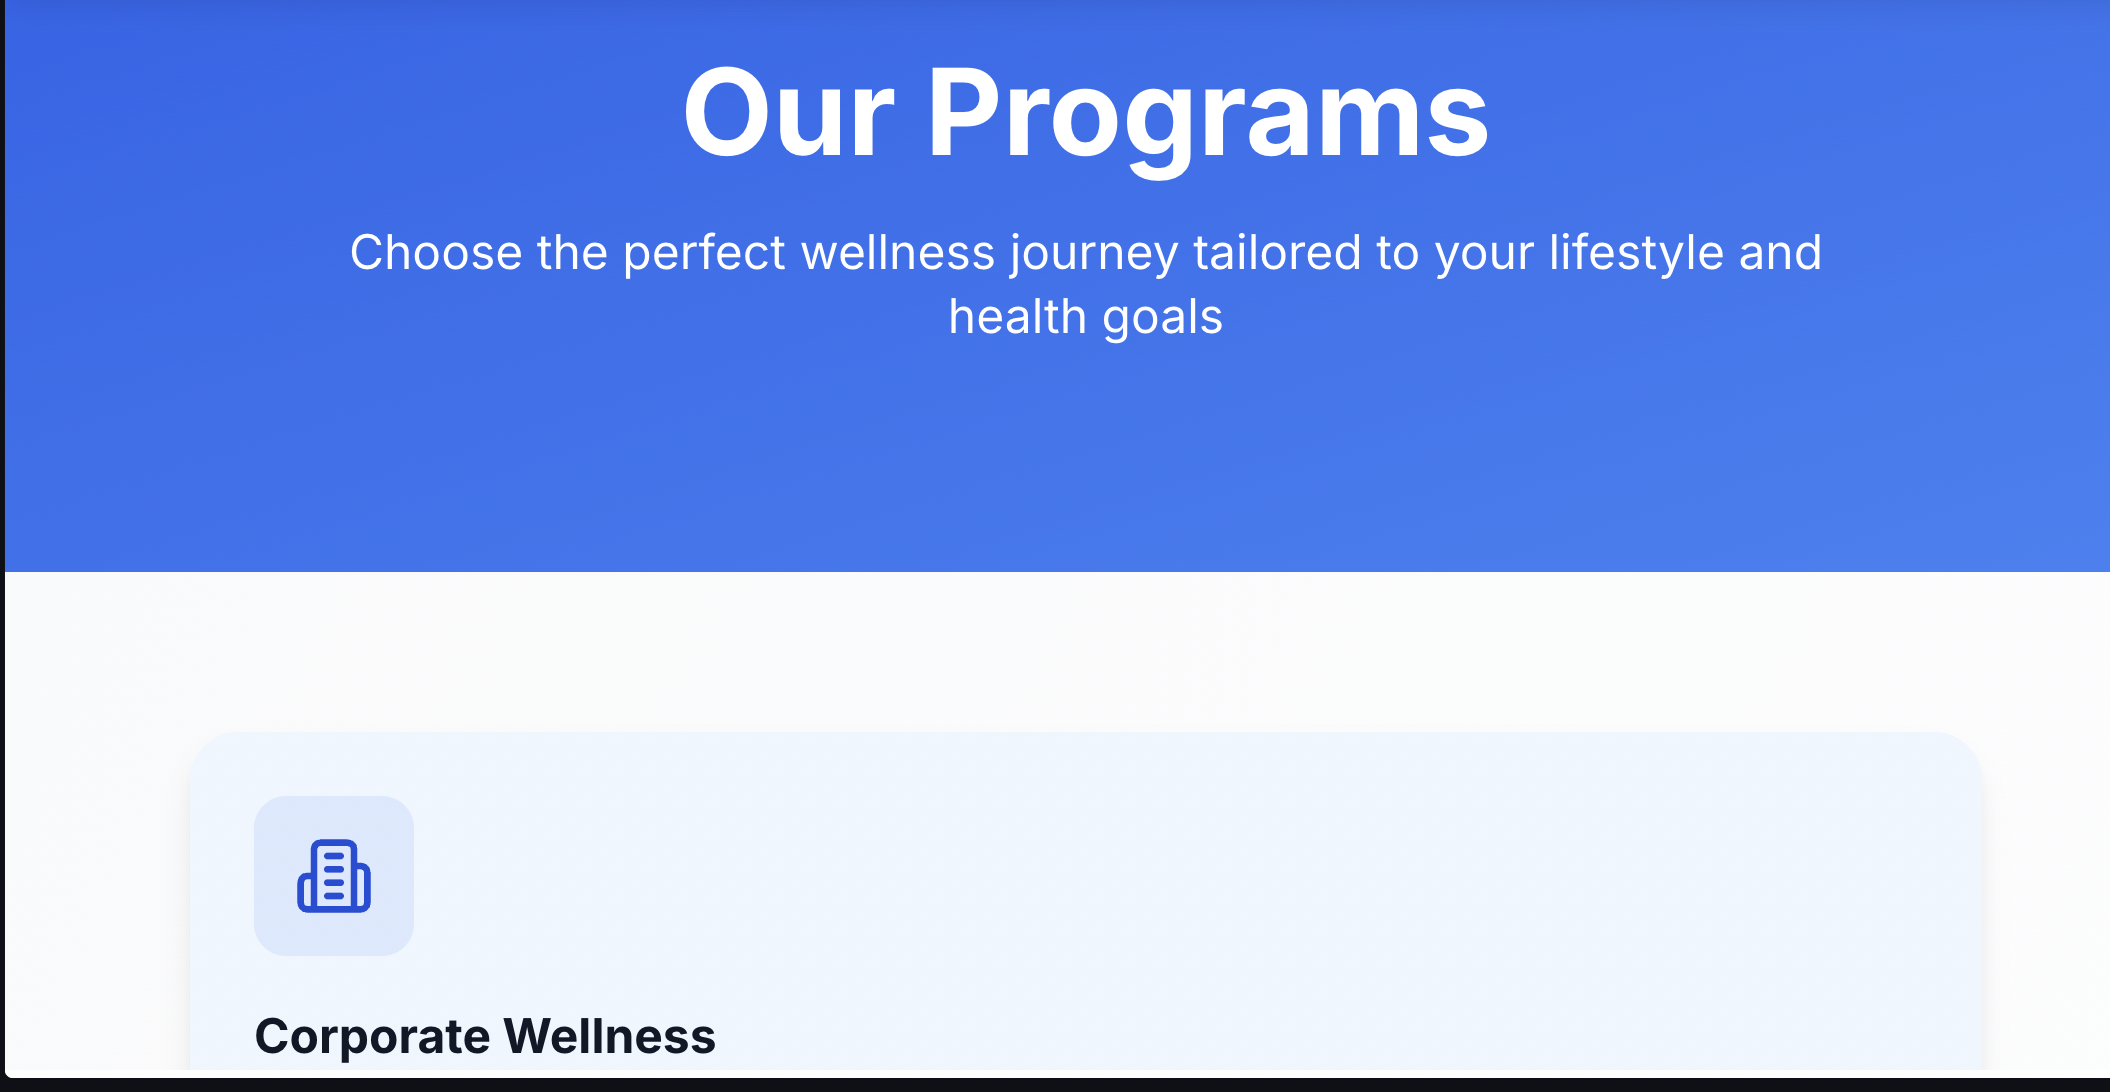 Our Programs
Choose the perfect wellness journey tailored to your lifestyle and
health goals
Corporate Wellness